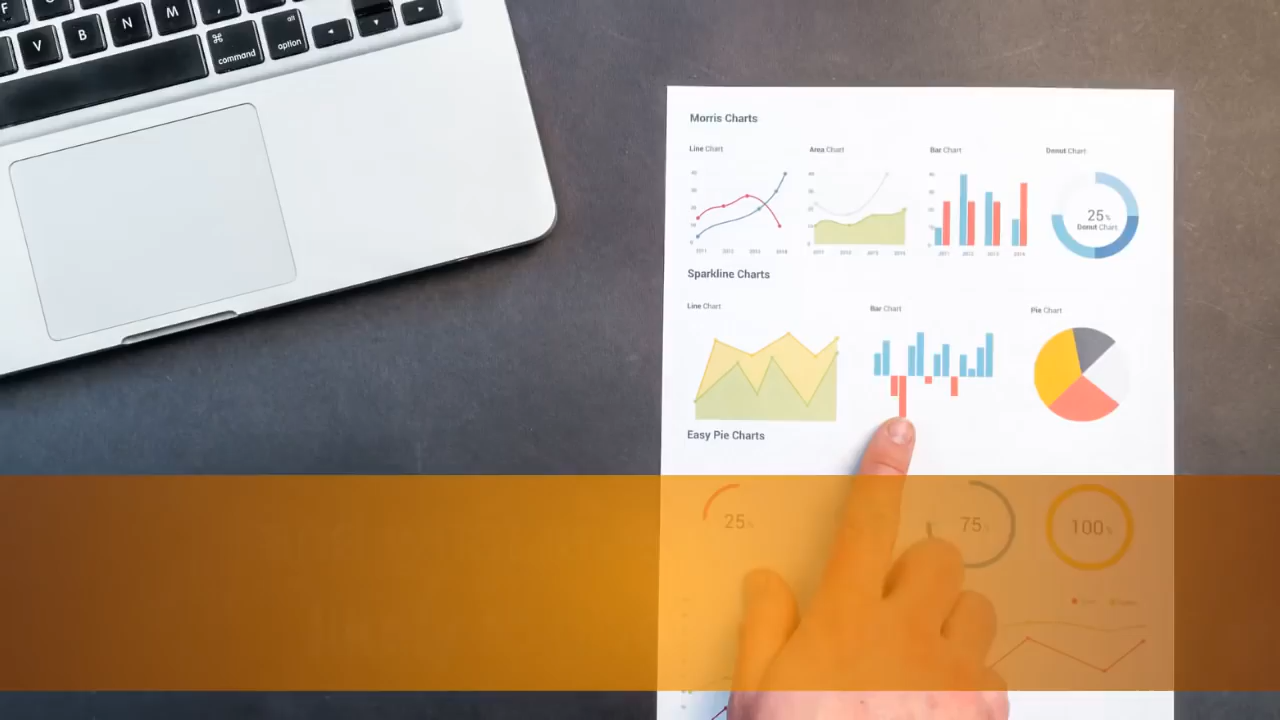 F
V B N M ,
command option
⌘ alt
Morris Charts
Line Chart Area Chart Bar Chart Donut Chart
25%
Donut Chart
Sparkline Charts
Line Chart
Bar Chart
Pie Chart
Easy Pie Charts
25%
75%
100%